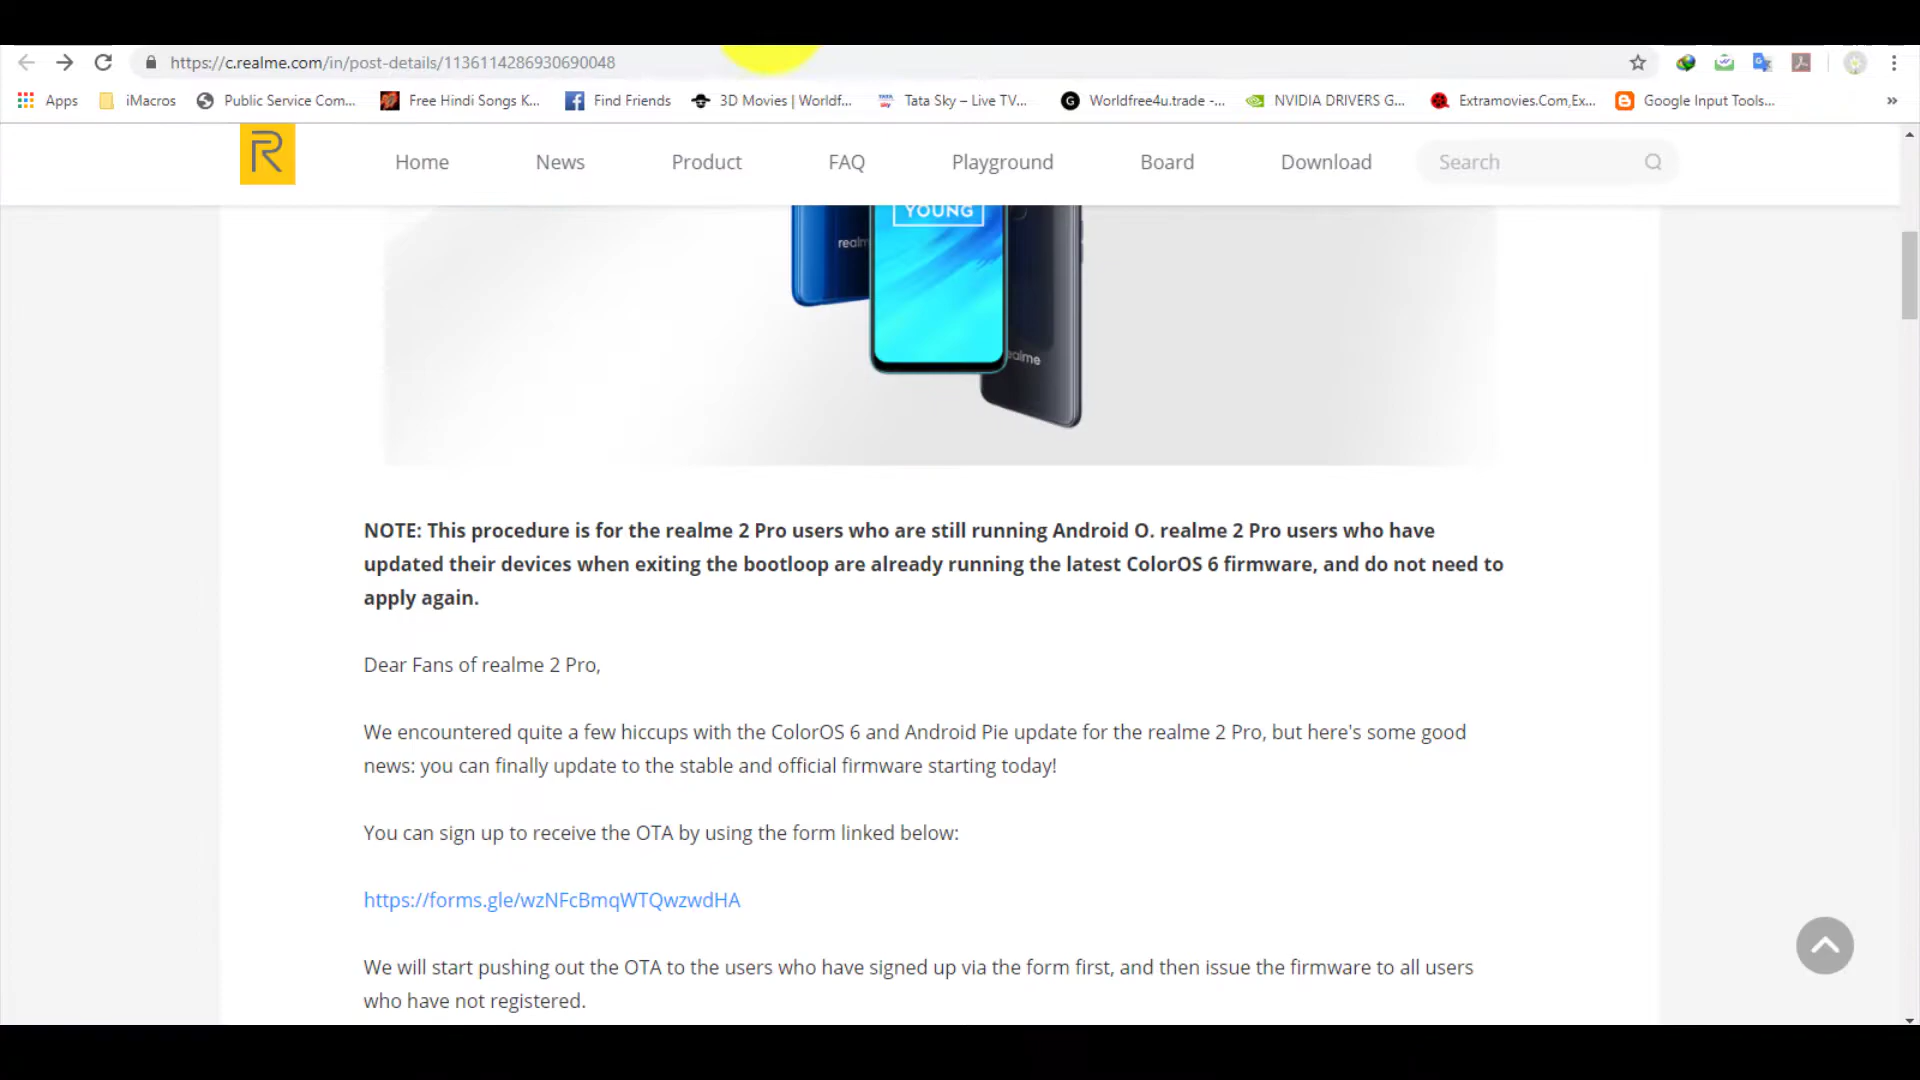 https://c.realme.com/in/post-details/1136114286930690048
Apps iMacros Public Service Com... Free Hindi Songs K... Find Friends 3D Movies | Worldf... Tata Sky – Live TV... Worldfree4u.trade -... NVIDIA DRIVERS G... Extramovies.Com,Ex... Google Input Tools... »
R Home News Product FAQ Playground Board Download Search
YOUNG
realm
ealme
NOTE: This procedure is for the realme 2 Pro users who are still running Android O. realme 2 Pro users who have
updated their devices when exiting the bootloop are already running the latest ColorOS 6 firmware, and do not need to
apply again.
Dear Fans of realme 2 Pro,
We encountered quite a few hiccups with the ColorOS 6 and Android Pie update for the realme 2 Pro, but here's some good
news: you can finally update to the stable and official firmware starting today!
You can sign up to receive the OTA by using the form linked below:
https://forms.gle/wzNFcBmqWTQwzwdHA
We will start pushing out the OTA to the users who have signed up via the form first, and then issue the firmware to all users
who have not registered.